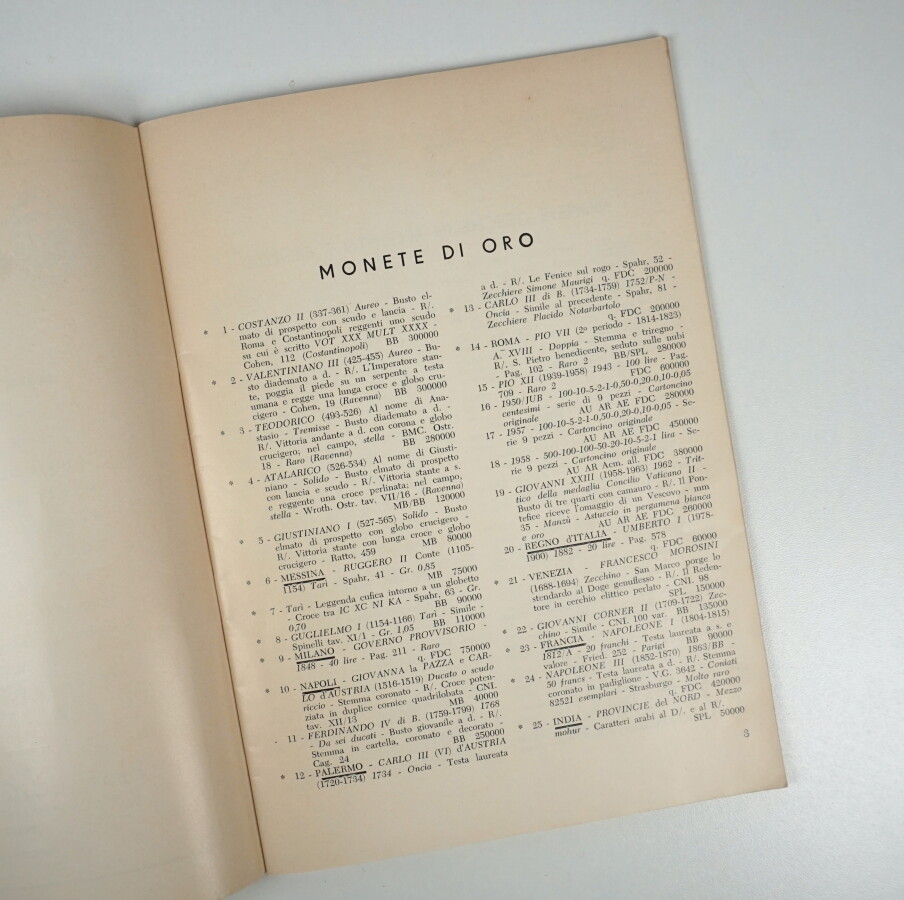 MONETE DI ORO
* 1 - COSTANZO II (337-361) Aureo - Busto el-
mato di prospetto con scudo e lancia - R/.
Roma e Costantinopoli reggenti uno scudo
su cui è scritto VOT XXX MULT XXXX -
Cohen, 112 (Costantinopoli) BB 300000
* 2 - VALENTINIANO III (425-455) Aureo - Bu-
sto diademato a d. - R/. L'Imperatore stan-
te, poggia il piede su un serpente a testa
umana e regge una lunga croce e globo cru-
cigero - Cohen, 19 (Ravenna) BB 300000
* 3 - TEODORICO (493-526) Al nome di Ana-
stasio - Tremisse - Busto diademato a d. -
R/. Vittoria andante a d. con corona e globo
crucigero; nel campo, stella - BMC. Ostr.
18 - Raro (Ravenna) BB 280000
* 4 - ATALARICO (526-534) Al nome di Giusti-
niano - Solido - Busto elmato di prospetto
con lancia e scudo - R/. Vittoria stante a s.
e reggente una croce perlinata; nel campo,
stella - Wroth. Ostr. tav. VII/16 - (Ravenna)
MB/BB 120000
* 5 - GIUSTINIANO I (527-565) Solido - Busto
elmato di prospetto con globo crucigero -
R/. Vittoria stante con lunga croce e globo
crucigero - Ratto, 459 MB 80000
* 6 - MESSINA - RUGGERO II Conte (1105-
1154) Tarì - Spahr. 41 - Gr. 0,85
MB 75000
* 7 - Tarì - Leggenda cufica intorno a un globetto
- Croce tra IC XC NI KA - Spahr, 63 - Gr.
0,70 BB 90000
* 8 - GUGLIELMO I (1154-1166) Tarì - Simile -
Spinelli tav. XI/1 - Gr. 1,05 BB 110000
* 9 - MILANO - GOVERNO PROVVISORIO -
1848 - 40 lire - Pag. 211 - Raro
q. FDC 750000
* 10 - NAPOLI - GIOVANNA la PAZZA e CAR-
LO d'AUSTRIA (1516-1519) Ducato o scudo
riccio - Stemma coronato - R/. Croce poten-
ziata in duplice cornice quadrilobata - CNI.
tav. XII/13 MB 40000
- 11 - FERDINANDO IV di B. (1759-1799) 1768
- Da sei ducati - Busto giovanile a d. - R/.
Stemma in cartella, coronato e decorato -
Cag. 24 BB 250000
* 12 - PALERMO - CARLO III (VI) d'AUSTRIA
(1720-1734) 1734 - Oncia - Testa laureata
a d. - R/. Le Fenice sul rogo - Spahr, 52 -
Zecchiere Simone Maurigi q. FDC 200000
* 13 - CARLO III di B. (1734-1759) 1752/P-N -
Oncia - Simile al precedente - Spahr, 81 -
Zecchiere Placido Notarbartolo
q. FDC 200000
* 14 - ROMA - PIO VII (2º periodo - 1814-1823)
A. XVIII - Doppia - Stemma e triregno -
R/. S. Pietro benedicente, seduto sulle nubi
- Pag. 102 - Raro 2 BB/SPL 280000
15 - PIO XII (1939-1958) 1943 - 100 lire - Pag.
709 - Raro 2 FDC 600000
16 - 1950/JUB - 100-10-5-2-1-0,50-0,20-0,10-0,05
centesimi - serie di 9 pezzi - Cartoncino
originale AU AR AE FDC 280000
17 - 1957 - 100-10-5-2-1-0,50-0,20-0,10-0,05 - Se-
rie 9 pezzi - Cartoncino originale
AU AR AE FDC 450000
18 - 1958 - 500-100-100-50-20-10-5-2-1 lira - Se-
rie 9 pezzi - Cartoncino originale
AU AR Acm. all. FDC 380000
19 - GIOVANNI XXIII (1958-1963) 1962 - Trit-
tico della medaglia Concilio Vaticano II -
Busto di tre quarti con camauro - R/. Il Pon-
tefice riceve l'omaggio di un Vescovo - mm
35 - Manzù - Astuccio in pergamena bianca
e oro AU AR AE FDC 260000
20 - REGNO d'ITALIA - UMBERTO I (1978-
1900) 1882 - 20 lire - Pag. 578
q. FDC 60000
* 21 - VENEZIA - FRANCESCO MOROSINI
(1688-1694) Zecchino - San Marco porge lo
stendardo al Doge genuflesso - R/. Il Reden-
tore in cerchio elittico perlato - CNI. 98
SPL 150000
* 22 - GIOVANNI CORNER II (1709-1722) Zec-
chino - Simile - CNI. 100 var. BB 135000
* 23 - FRANCIA - NAPOLEONE I (1804-1815)
1812/A - 20 franchi - Testa laureata a s. e
valore - Fried. 252 - Parigi BB 90000
* 24 - NAPOLEONE III (1852-1870) 1863/BB -
50 francs - Testa laureata a d. - R/. Stemma
coronato in padiglione - V.G. 3642 - Coniati
82521 esemplari - Strasburgo - Molto raro
q. FDC 420000
* 25 - INDIA - PROVINCIE del NORD - Mezzo
mohur - Caratteri arabi al D/. e al R/.
SPL 50000
3